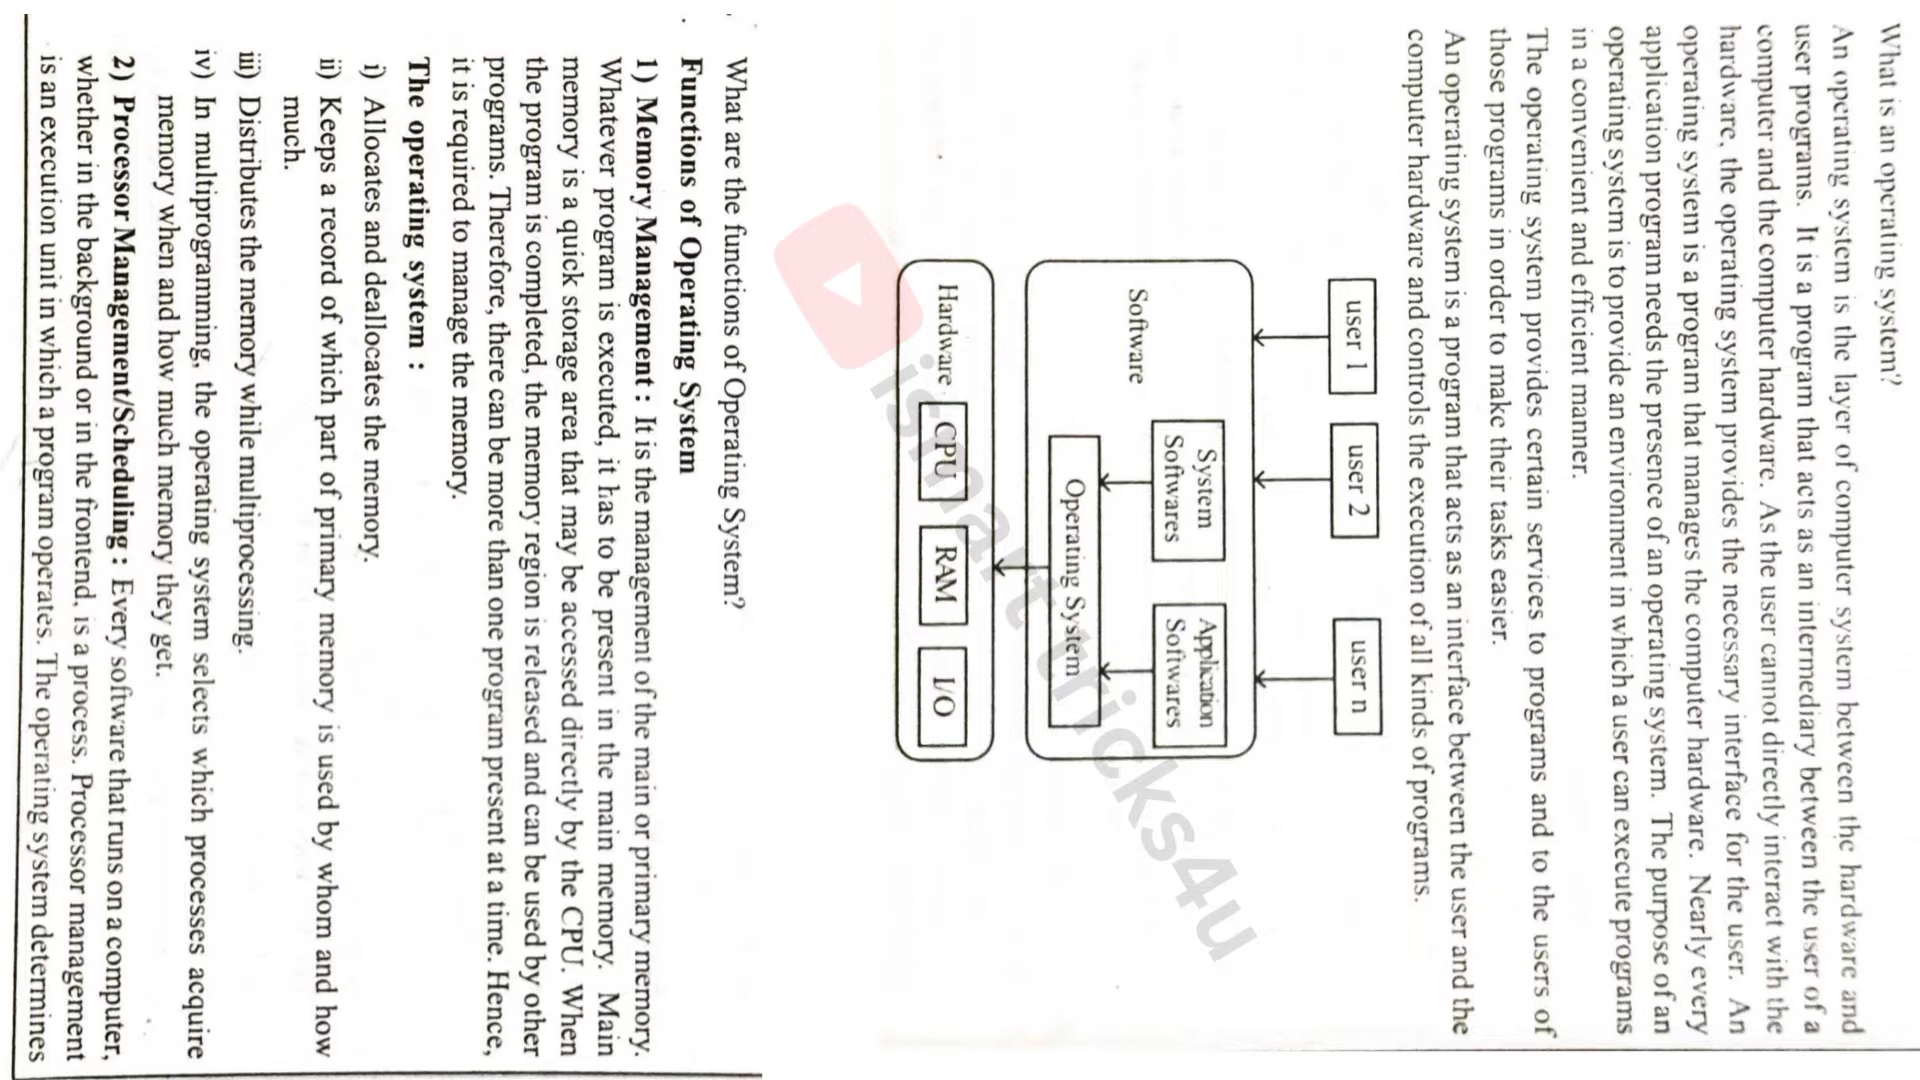 What is an operating system?
An operating system is the layer of computer system between the hardware and
user programs. It is a program that acts as an intermediary between the user of a
computer and the computer hardware. As the user cannot directly interact with the
hardware, the operating system provides the necessary interface for the user. An
operating system is a program that manages the computer hardware. Nearly every
application program needs the presence of an operating system. The purpose of an
operating system is to provide an environment in which a user can execute programs
in a convenient and efficient manner.
The operating system provides certain services to programs and to the users of
those programs in order to make their tasks easier.
An operating system is a program that acts as an interface between the user and the
computer hardware and controls the execution of all kinds of programs.
user 1 user 2 user n
Software
System
Softwares
Application
Softwares
Operating System
Hardware CPU RAM I/O
ismart tricks4u
What are the functions of Operating System?
Functions of Operating System
1) Memory Management : It is the management of the main or primary memory.
Whatever program is executed, it has to be present in the main memory. Main
memory is a quick storage area that may be accessed directly by the CPU. When
the program is completed, the memory region is released and can be used by other
programs. Therefore, there can be more than one program present at a time. Hence,
it is required to manage the memory.
The operating system :
i) Allocates and deallocates the memory.
ii) Keeps a record of which part of primary memory is used by whom and how
much.
iii) Distributes the memory while multiprocessing.
iv) In multiprogramming, the operating system selects which processes acquire
memory when and how much memory they get.
2) Processor Management/Scheduling : Every software that runs on a computer,
whether in the background or in the frontend, is a process. Processor management
is an execution unit in which a program operates. The operating system determines